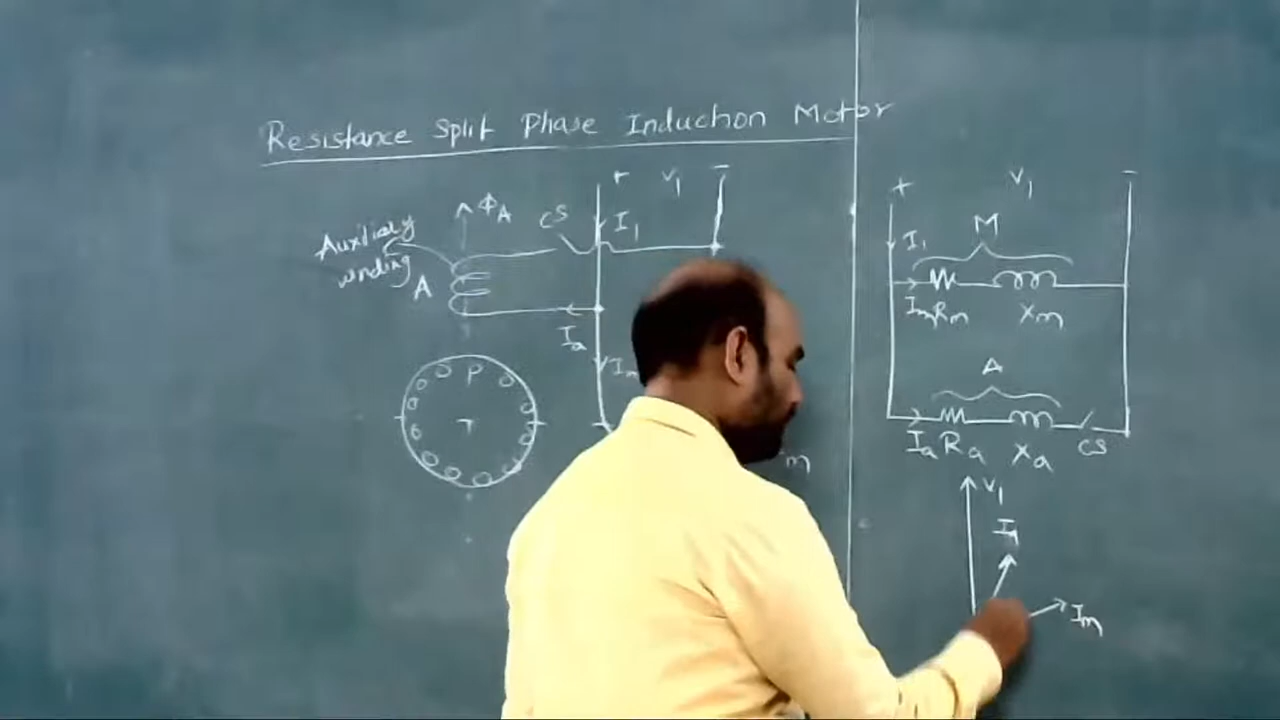 Resistance Split Phase Induction Motor
Auxiliary
winding
A
ΦA
CS
+ V1 -
I1
Ia
Im
m
+ V1 -
I1
M
Im Rm Xm
A
Ia Ra Xa CS
V1
Im